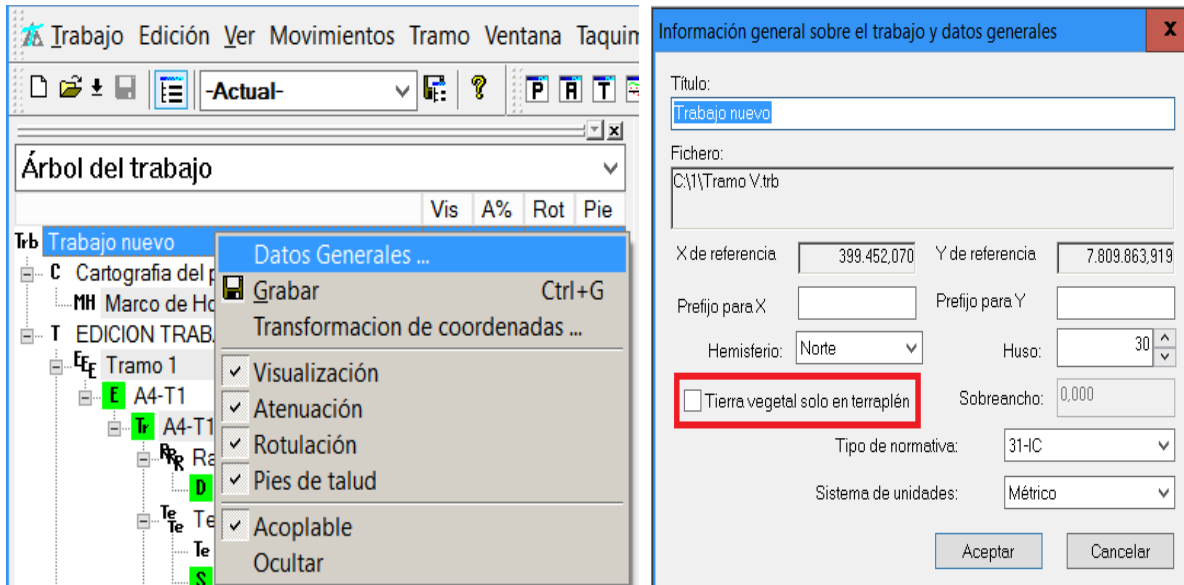 Trabajo Edición Ver Movimientos Tramo Ventana Taquim
-Actual-
P A T
Árbol del trabajo
Vis A% Rot Pie
Trb Trabajo nuevo
C Cartografia del p
MH Marco de Ho
T EDICION TRAB
EEE Tramo 1
E A4-T1
Tr A4-T1
RRR Ra
D
Te Te Te
Te
S
Datos Generales ...
Grabar Ctrl+G
Transformacion de coordenadas ...
Visualización
Atenuación
Rotulación
Pies de talud
Acoplable
Ocultar
Información general sobre el trabajo y datos generales x
Título:
Trabajo nuevo
Fichero:
C:\1\Tramo V.trb
X de referencia 399.452,070 Y de referencia 7.809.863,919
Prefijo para X Prefijo para Y
Hemisferio: Norte Huso: 30
Tierra vegetal solo en terraplén Sobreancho: 0,000
Tipo de normativa: 31-IC
Sistema de unidades: Métrico
Aceptar Cancelar